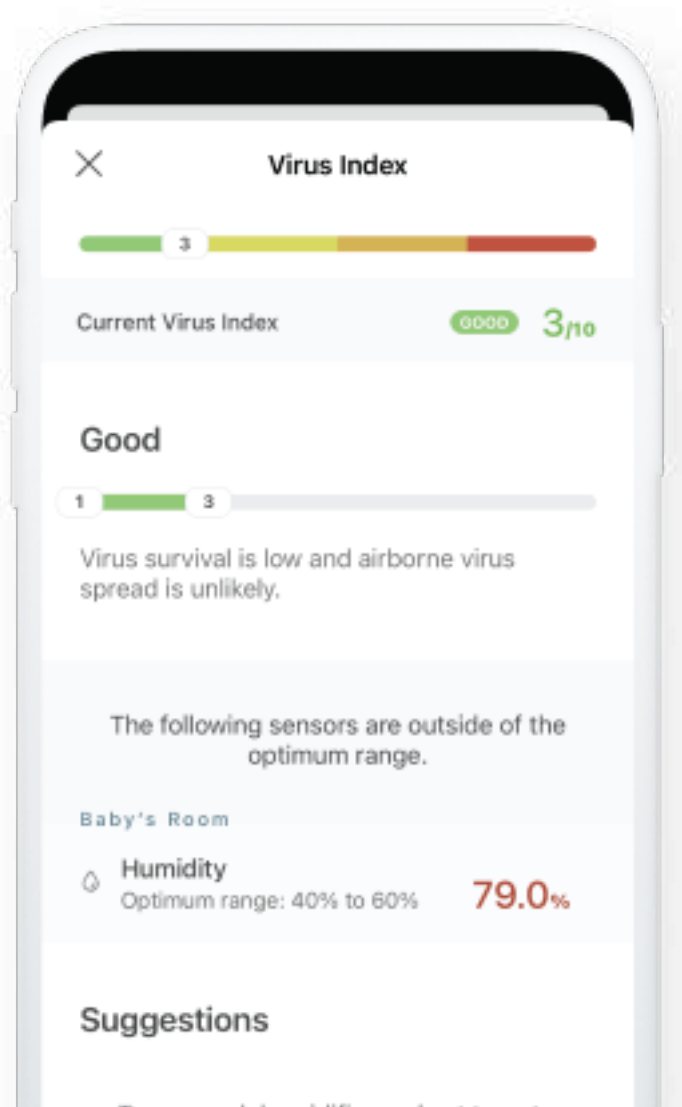 Virus Index
3
Current Virus Index GOOD 3/10
Good
1 3
Virus survival is low and airborne virus
spread is unlikely.
The following sensors are outside of the
optimum range.
Baby's Room
Humidity
Optimum range: 40% to 60% 79.0%
Suggestions